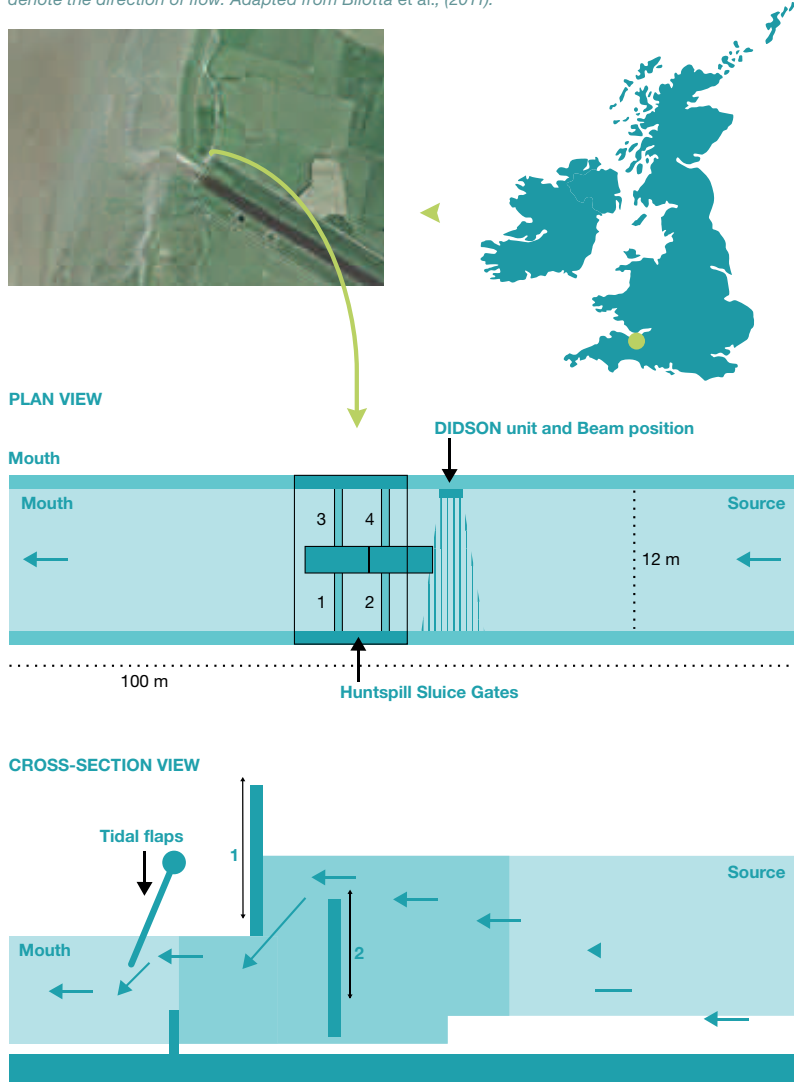 denote the direction of flow. Adapted from Bilotta et al., (2011).
PLAN VIEW
DIDSON unit and Beam position
Mouth
Mouth
Source
3
4
12 m
1
2
100 m
Huntspill Sluice Gates
CROSS-SECTION VIEW
Tidal flaps
1
Source
Mouth
2